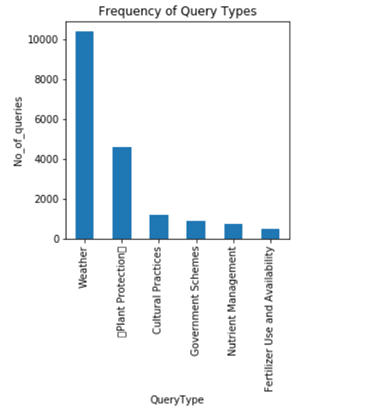 Frequency of Query Types
10000
8000
6000
4000
2000
0
No_of_queries
Weather
▯Plant Protection▯
Cultural Practices
Government Schemes
Nutrient Management
Fertilizer Use and Availability
QueryType